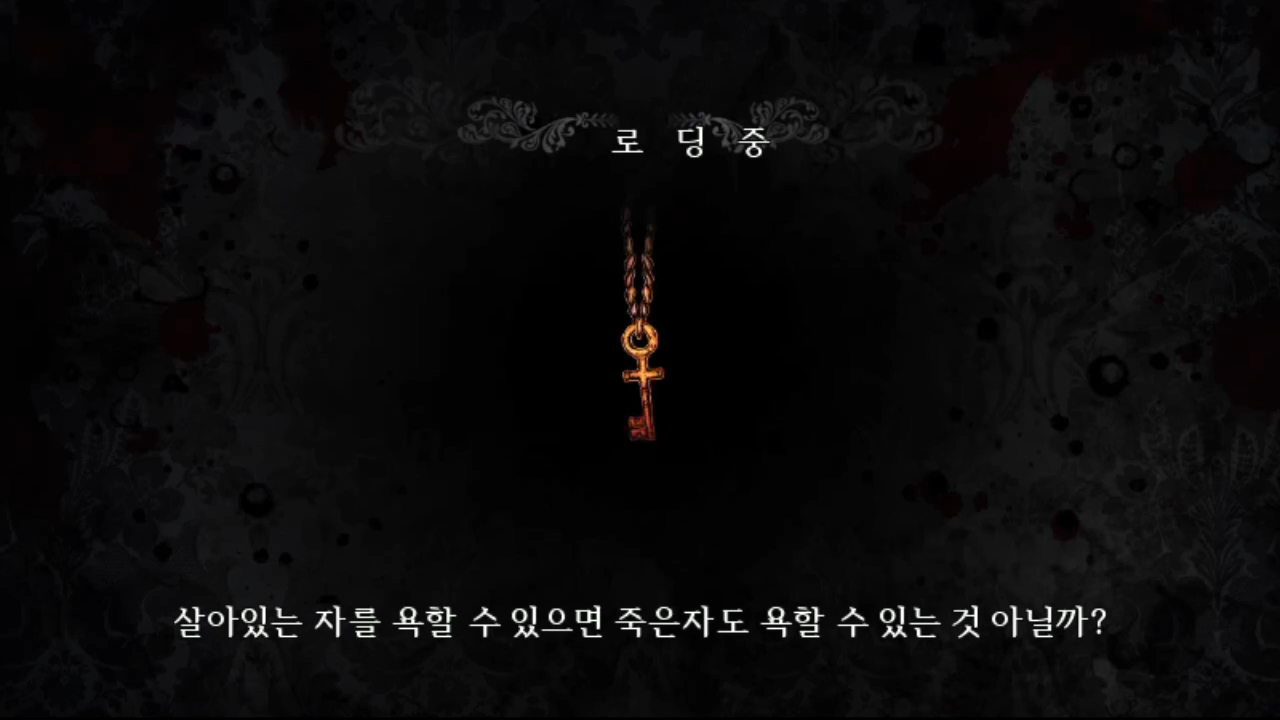 로 딩 중
살아있는 자를 욕할 수 있으면 죽은자도 욕할 수 있는 것 아닐까?